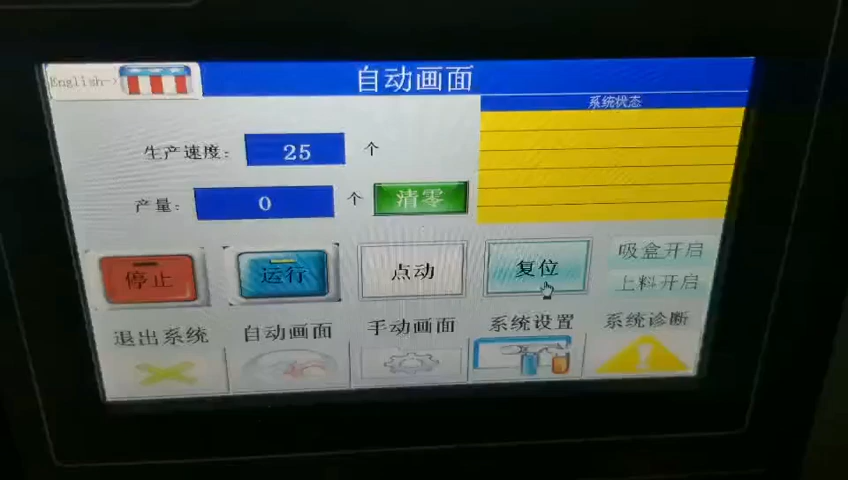 English->
自动画面
系统状态
生产速度: 25 个
产量: 0 个 清零
停止 运行 点动 复位 吸盒开启
上料开启
退出系统 自动画面 手动画面 系统设置 系统诊断